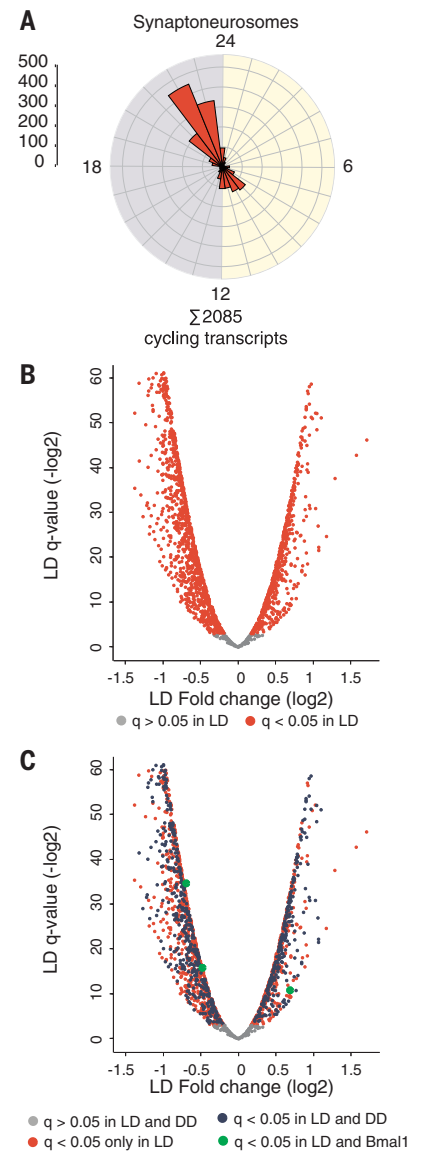 A
Synaptoneurosomes
24
500
400
300
200
100
0
18
6
12
∑2085
cycling transcripts
B
LD q-value (-log2)
60
50
40
30
20
10
0
-1.5 -1 -0.5 0 0.5 1 1.5
LD Fold change (log2)
q > 0.05 in LD q < 0.05 in LD
C
LD q-value (-log2)
60
50
40
30
20
10
0
-1.5 -1 -0.5 0 0.5 1 1.5
LD Fold change (log2)
q > 0.05 in LD and DD q < 0.05 in LD and DD
q < 0.05 only in LD q < 0.05 in LD and Bmal1